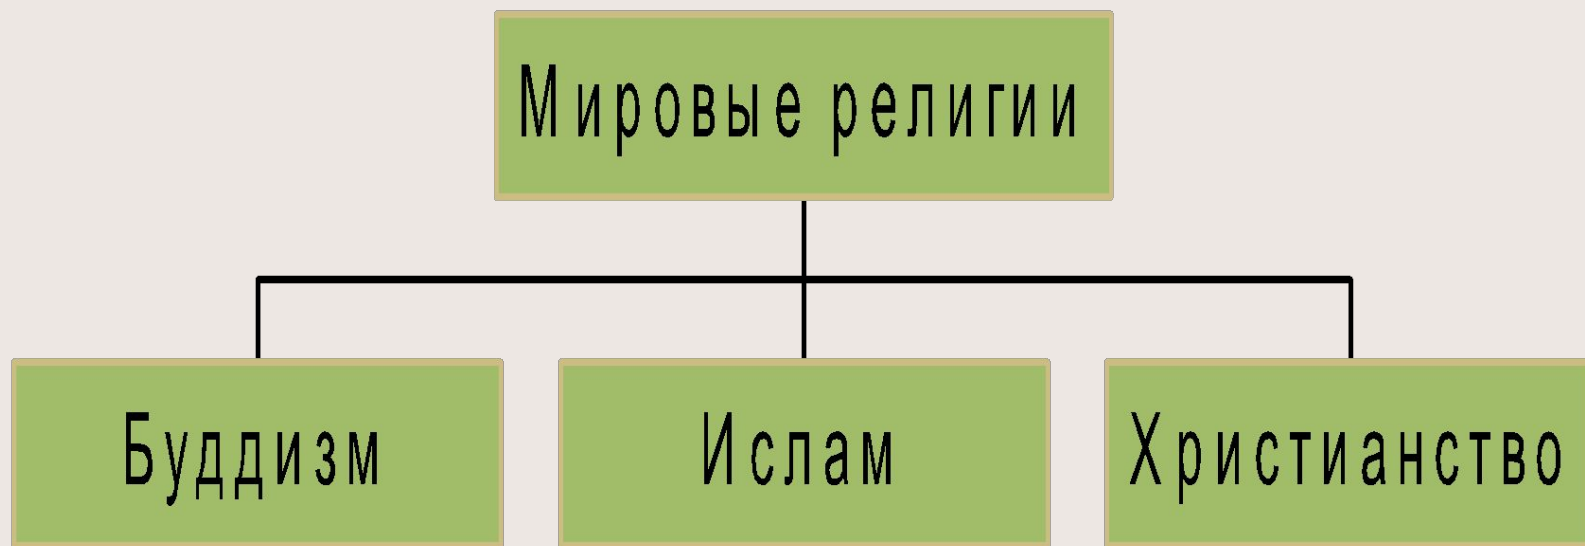 Мировые религии
Буддизм
Ислам
Христианство